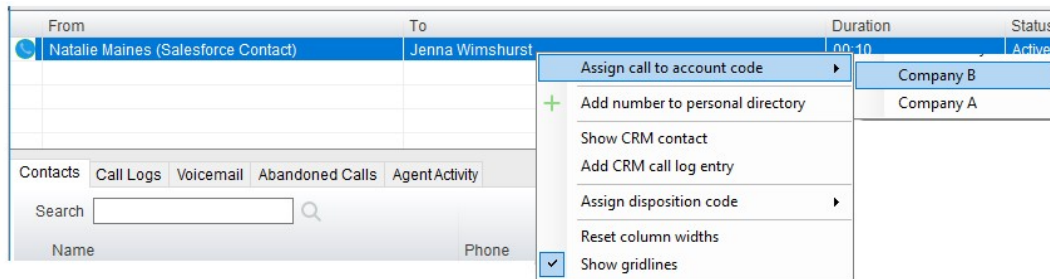 From To Duration Status
Natalie Maines (Salesforce Contact) Jenna Wimshurst 00:10 Active
Assign call to account code
Company B
Add number to personal directory
Company A
Show CRM contact
Add CRM call log entry
Contacts Call Logs Voicemail Abandoned Calls Agent Activity
Assign disposition code
Search
Reset column widths
Name Phone
Show gridlines